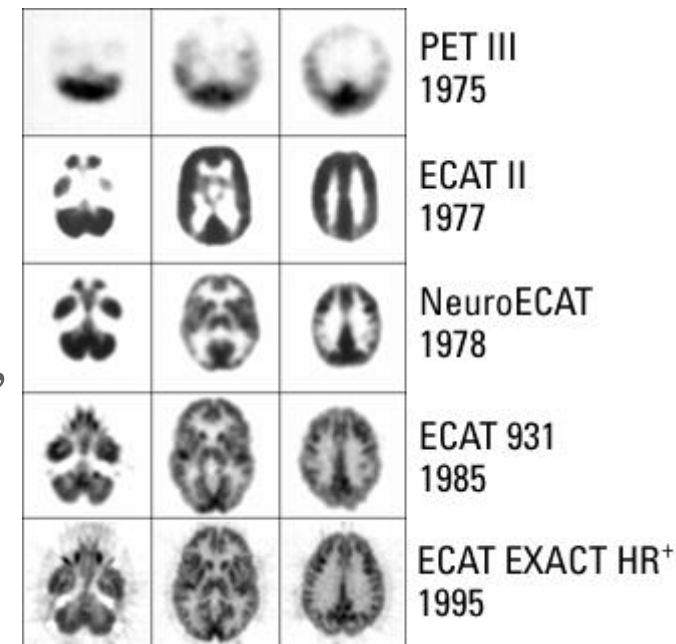 PET III
1975
ECAT II
1977
NeuroECAT
1978
,
ECAT 931
1985
ECAT EXACT HR⁺
1995